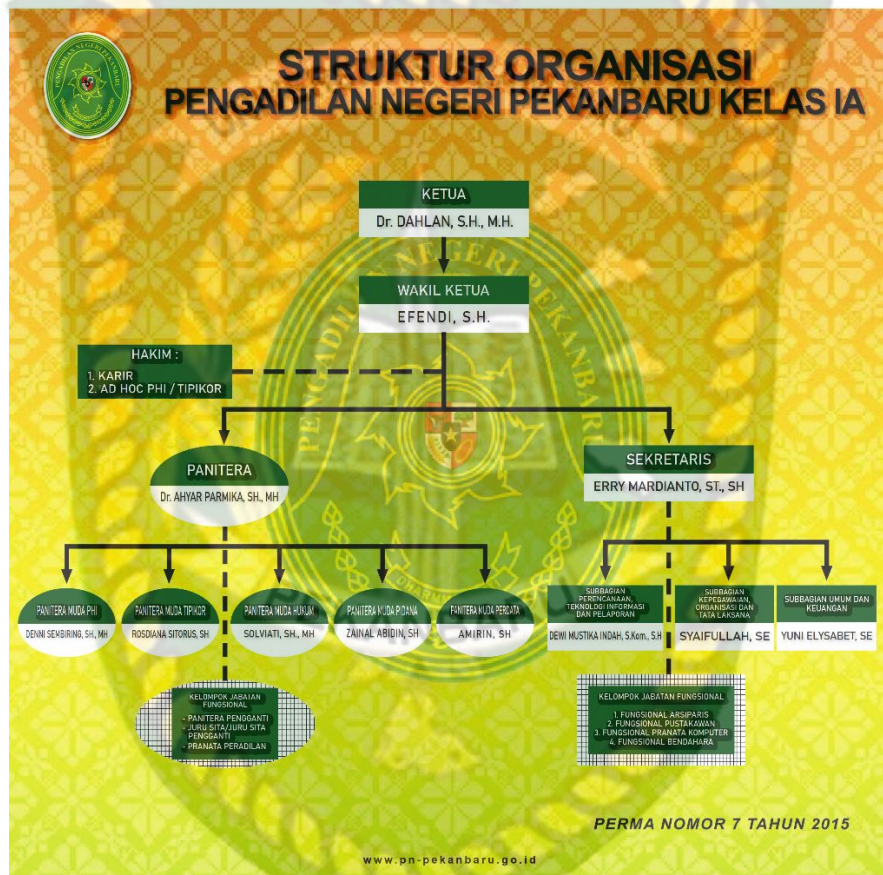 STRUKTUR ORGANISASI
PENGADILAN NEGERI PEKANBARU KELAS IA
PENGADILAN NEGERI PEKANBARU
KETUA
Dr. DAHLAN, S.H., M.H.
WAKIL KETUA
EFENDI, S.H.
HAKIM :
1. KARIR
2. AD HOC PHI / TIPIKOR
PENGADILAN NEGERI PEKANBARU
PANITERA
Dr. AHYAR PARMIKA, SH., MH
SEKRETARIS
ERRY MARDIANTO, ST., SH
PANITERA MUDA PHI
DENNI SEMBIRING, SH., MH
PANITERA MUDA TIPIKOR
ROSDIANA SITORUS, SH
PANITERA MUDA HUKUM
SOLVIATI, SH., MH
PANITERA MUDA PIDANA
ZAINAL ABIDIN, SH
PANITERA MUDA PERDATA
AMIRIN, SH
SUBBAGIAN
PERENCANAAN,
TEKNOLOGI INFORMASI
DAN PELAPORAN
DEWI MUSTIKA INDAH, S.Kom., S.H
SUBBAGIAN
KEPEGAWAIAN,
ORGANISASI DAN
TATA LAKSANA
SYAIFULLAH, SE
SUBBAGIAN UMUM DAN
KEUANGAN
YUNI ELYSABET, SE
KELOMPOK JABATAN
FUNGSIONAL
- PANITERA PENGGANTI
- JURU SITA/JURU SITA
PENGGANTI
- PRANATA PERADILAN
KELOMPOK JABATAN FUNGSIONAL
1. FUNGSIONAL ARSIPARIS
2. FUNGSIONAL PUSTAKAWAN
3. FUNGSIONAL PRANATA KOMPUTER
4. FUNGSIONAL BENDAHARA
PERMA NOMOR 7 TAHUN 2015
www.pn-pekanbaru.go.id